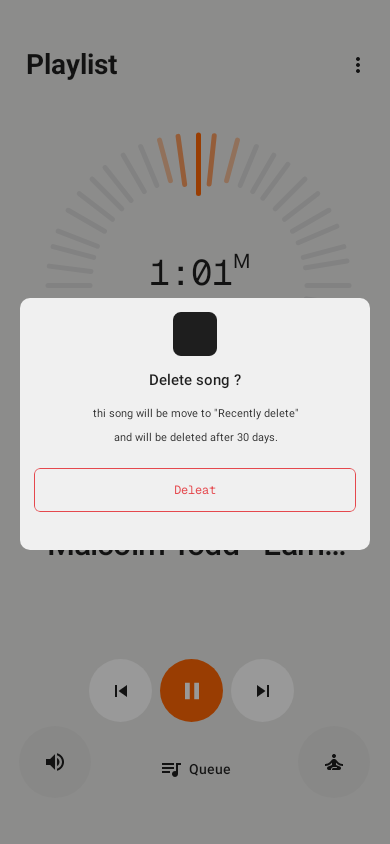 Playlist
1:01M
Delete song ?
thi song will be move to "Recently delete"
and will be deleted after 30 days.
Deleat
Queue